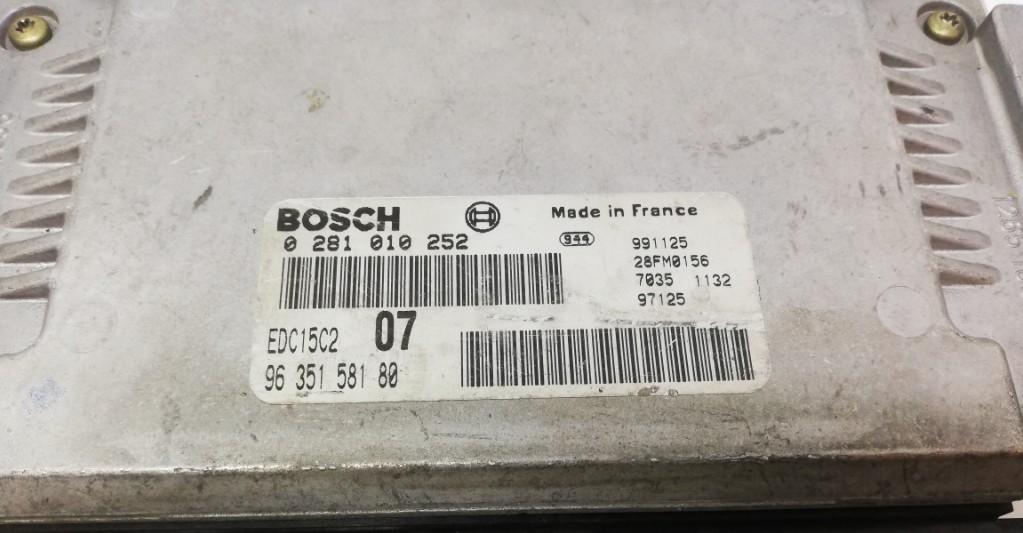 BOSCH Made in France
0 281 010 252 944 991125
28FM0156
7035 1132
97125
EDC15C2 07
96 351 581 80